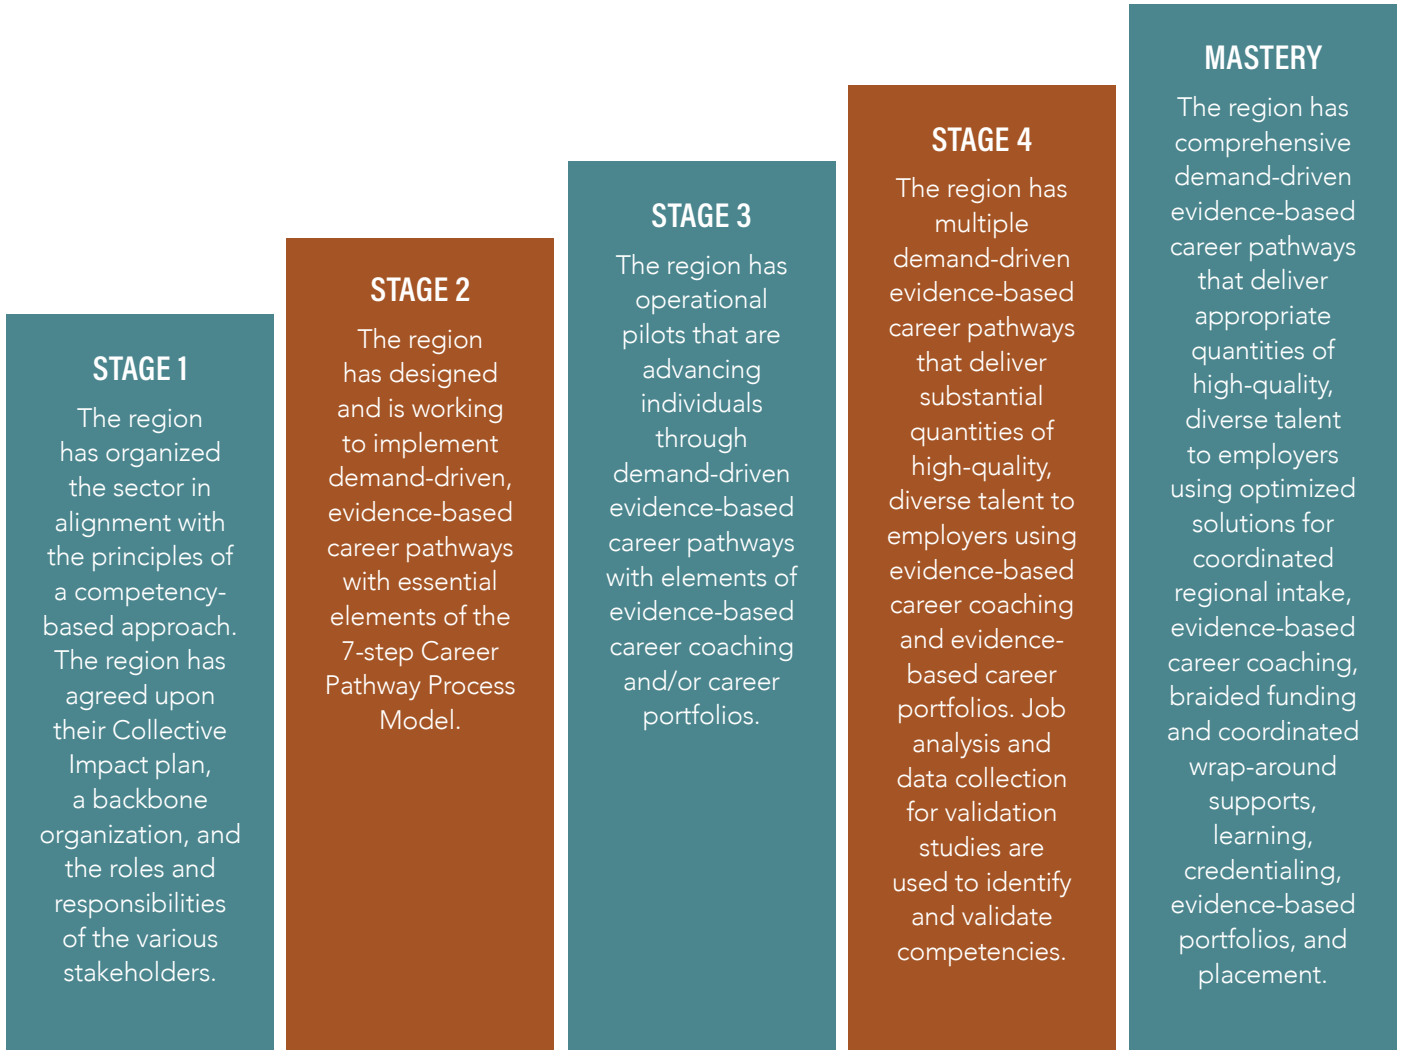 STAGE 1
The region
has organized
the sector in
alignment with
the principles of
a competency-
based approach.
The region has
agreed upon
their Collective
Impact plan,
a backbone
organization, and
the roles and
responsibilities
of the various
stakeholders.
STAGE 2
The region
has designed
and is working
to implement
demand-driven,
evidence-based
career pathways
with essential
elements of the
7-step Career
Pathway Process
Model.
STAGE 3
The region has
operational
pilots that are
advancing
individuals
through
demand-driven
evidence-based
career pathways
with elements of
evidence-based
career coaching
and/or career
portfolios.
STAGE 4
The region has
multiple
demand-driven
evidence-based
career pathways
that deliver
substantial
quantities of
high-quality,
diverse talent to
employers using
evidence-based
career coaching
and evidence-
based career
portfolios. Job
analysis and
data collection
for validation
studies are
used to identify
and validate
competencies.
MASTERY
The region has
comprehensive
demand-driven
evidence-based
career pathways
that deliver
appropriate
quantities of
high-quality,
diverse talent
to employers
using optimized
solutions for
coordinated
regional intake,
evidence-based
career coaching,
braided funding
and coordinated
wrap-around
supports,
learning,
credentialing,
evidence-based
portfolios, and
placement.